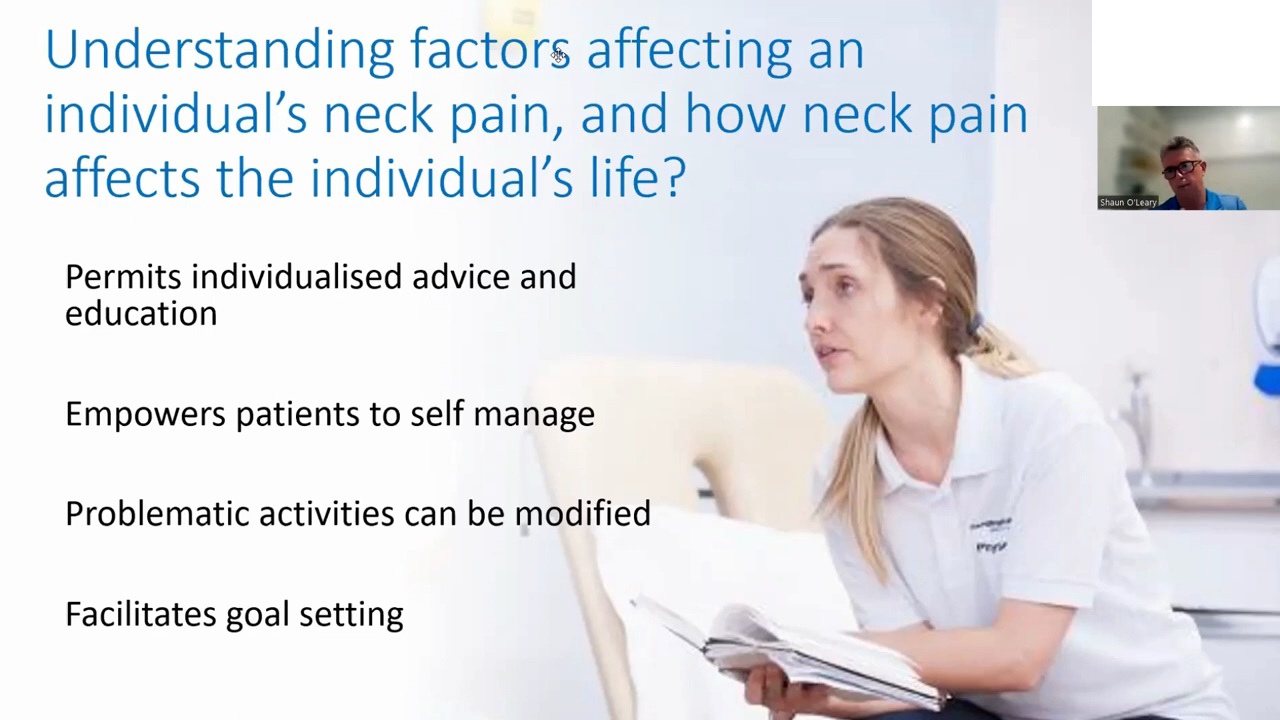 Understanding factors affecting an
individual's neck pain, and how neck pain
affects the individual's life?
Shaun O'Leary
Permits individualised advice and
education
Empowers patients to self manage
Problematic activities can be modified
Facilitates goal setting